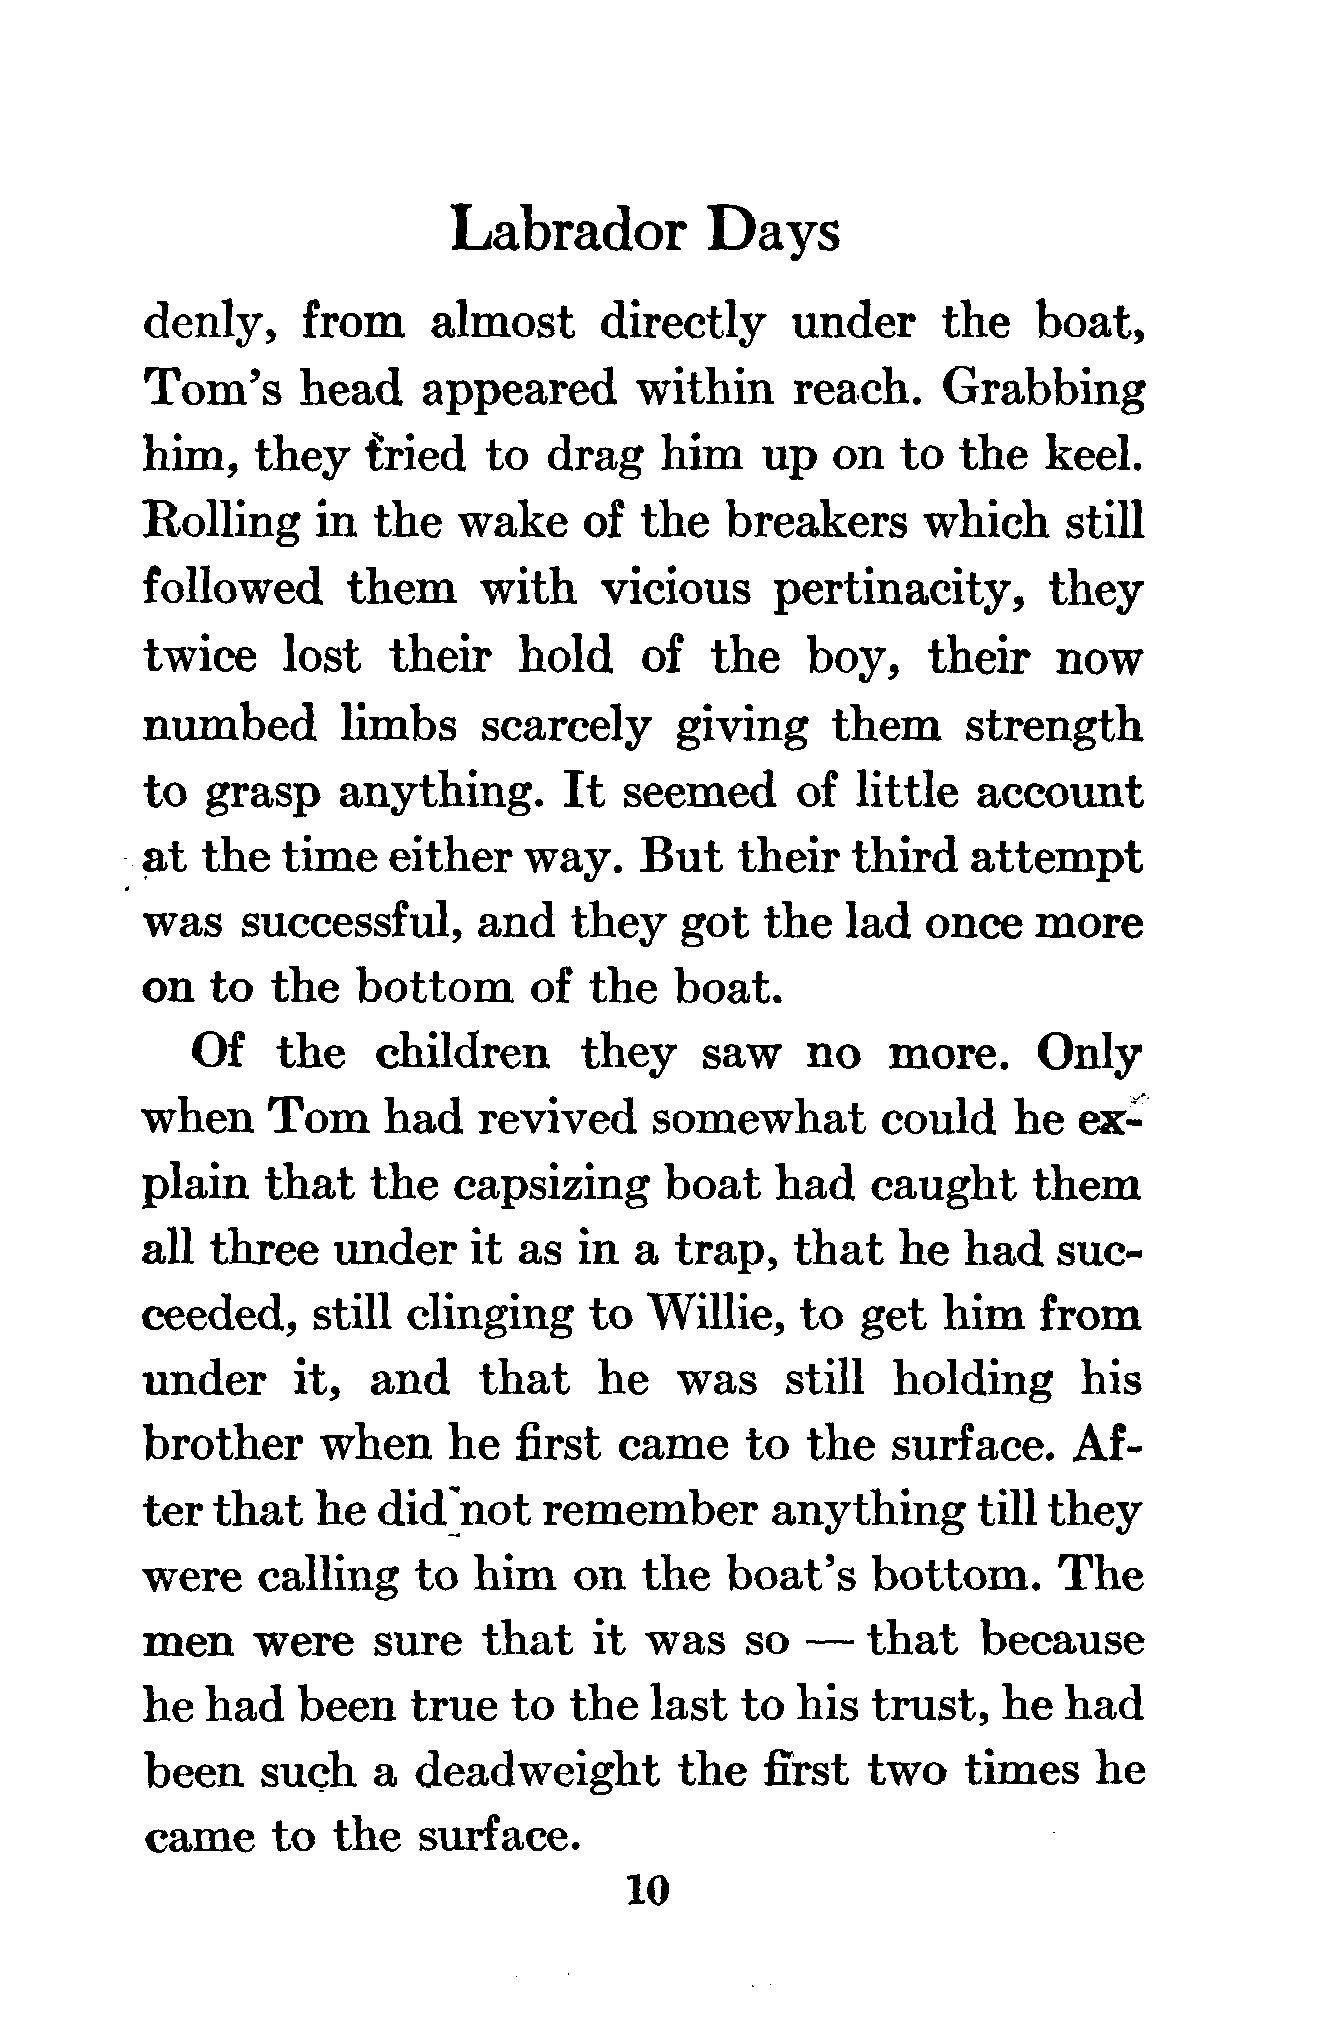 Labrador Days
denly, from almost directly under the boat,
Tom's head appeared within reach. Grabbing
him, they tried to drag him up on to the keel.
Rolling in the wake of the breakers which still
followed them with vicious pertinacity, they
twice lost their hold of the boy, their now
numbed limbs scarcely giving them strength
to grasp anything. It seemed of little account
at the time either way. But their third attempt
was successful, and they got the lad once more
on to the bottom of the boat.
Of the children they saw no more. Only
when Tom had revived somewhat could he ex-
plain that the capsizing boat had caught them
all three under it as in a trap, that he had suc-
ceeded, still clinging to Willie, to get him from
under it, and that he was still holding his
brother when he first came to the surface. Af-
ter that he did not remember anything till they
were calling to him on the boat's bottom. The
men were sure that it was so — that because
he had been true to the last to his trust, he had
been such a deadweight the first two times he
came to the surface.
10